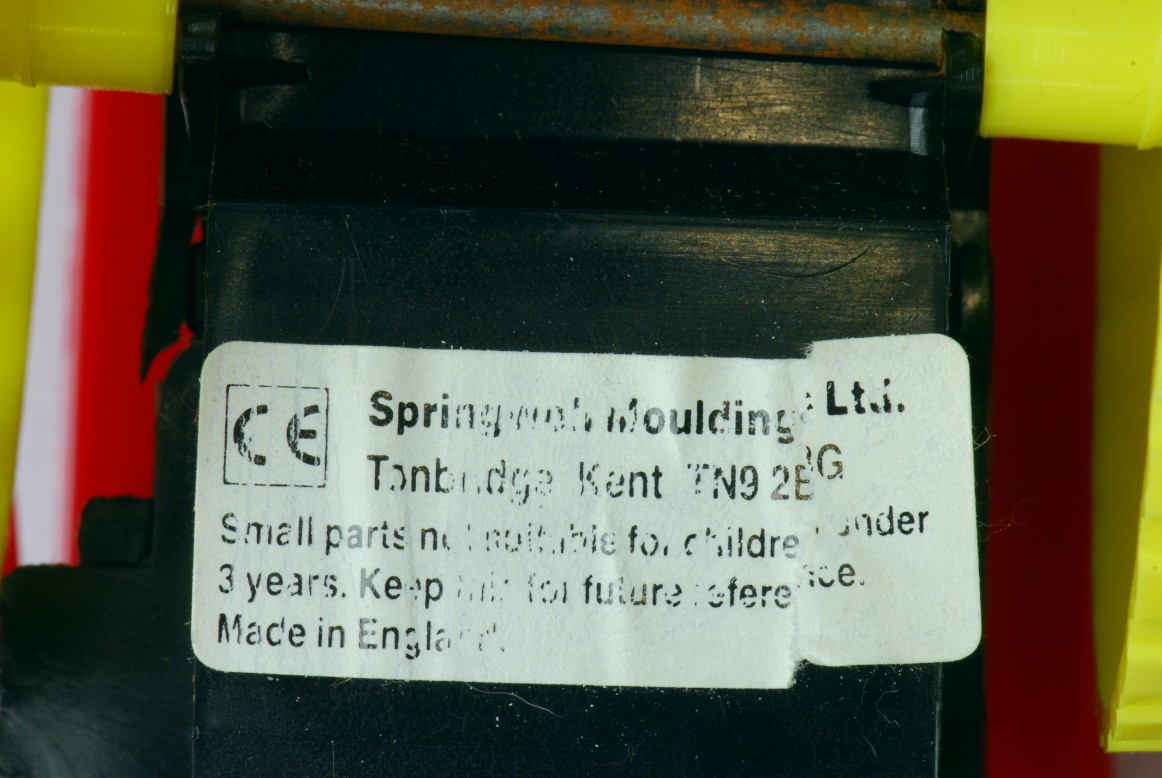 CE
Springwell Mouldings Ltd.
Tonbridge Kent TN9 2BG
Small parts not suitable for children under
3 years. Keep this for future reference.
Made in England.